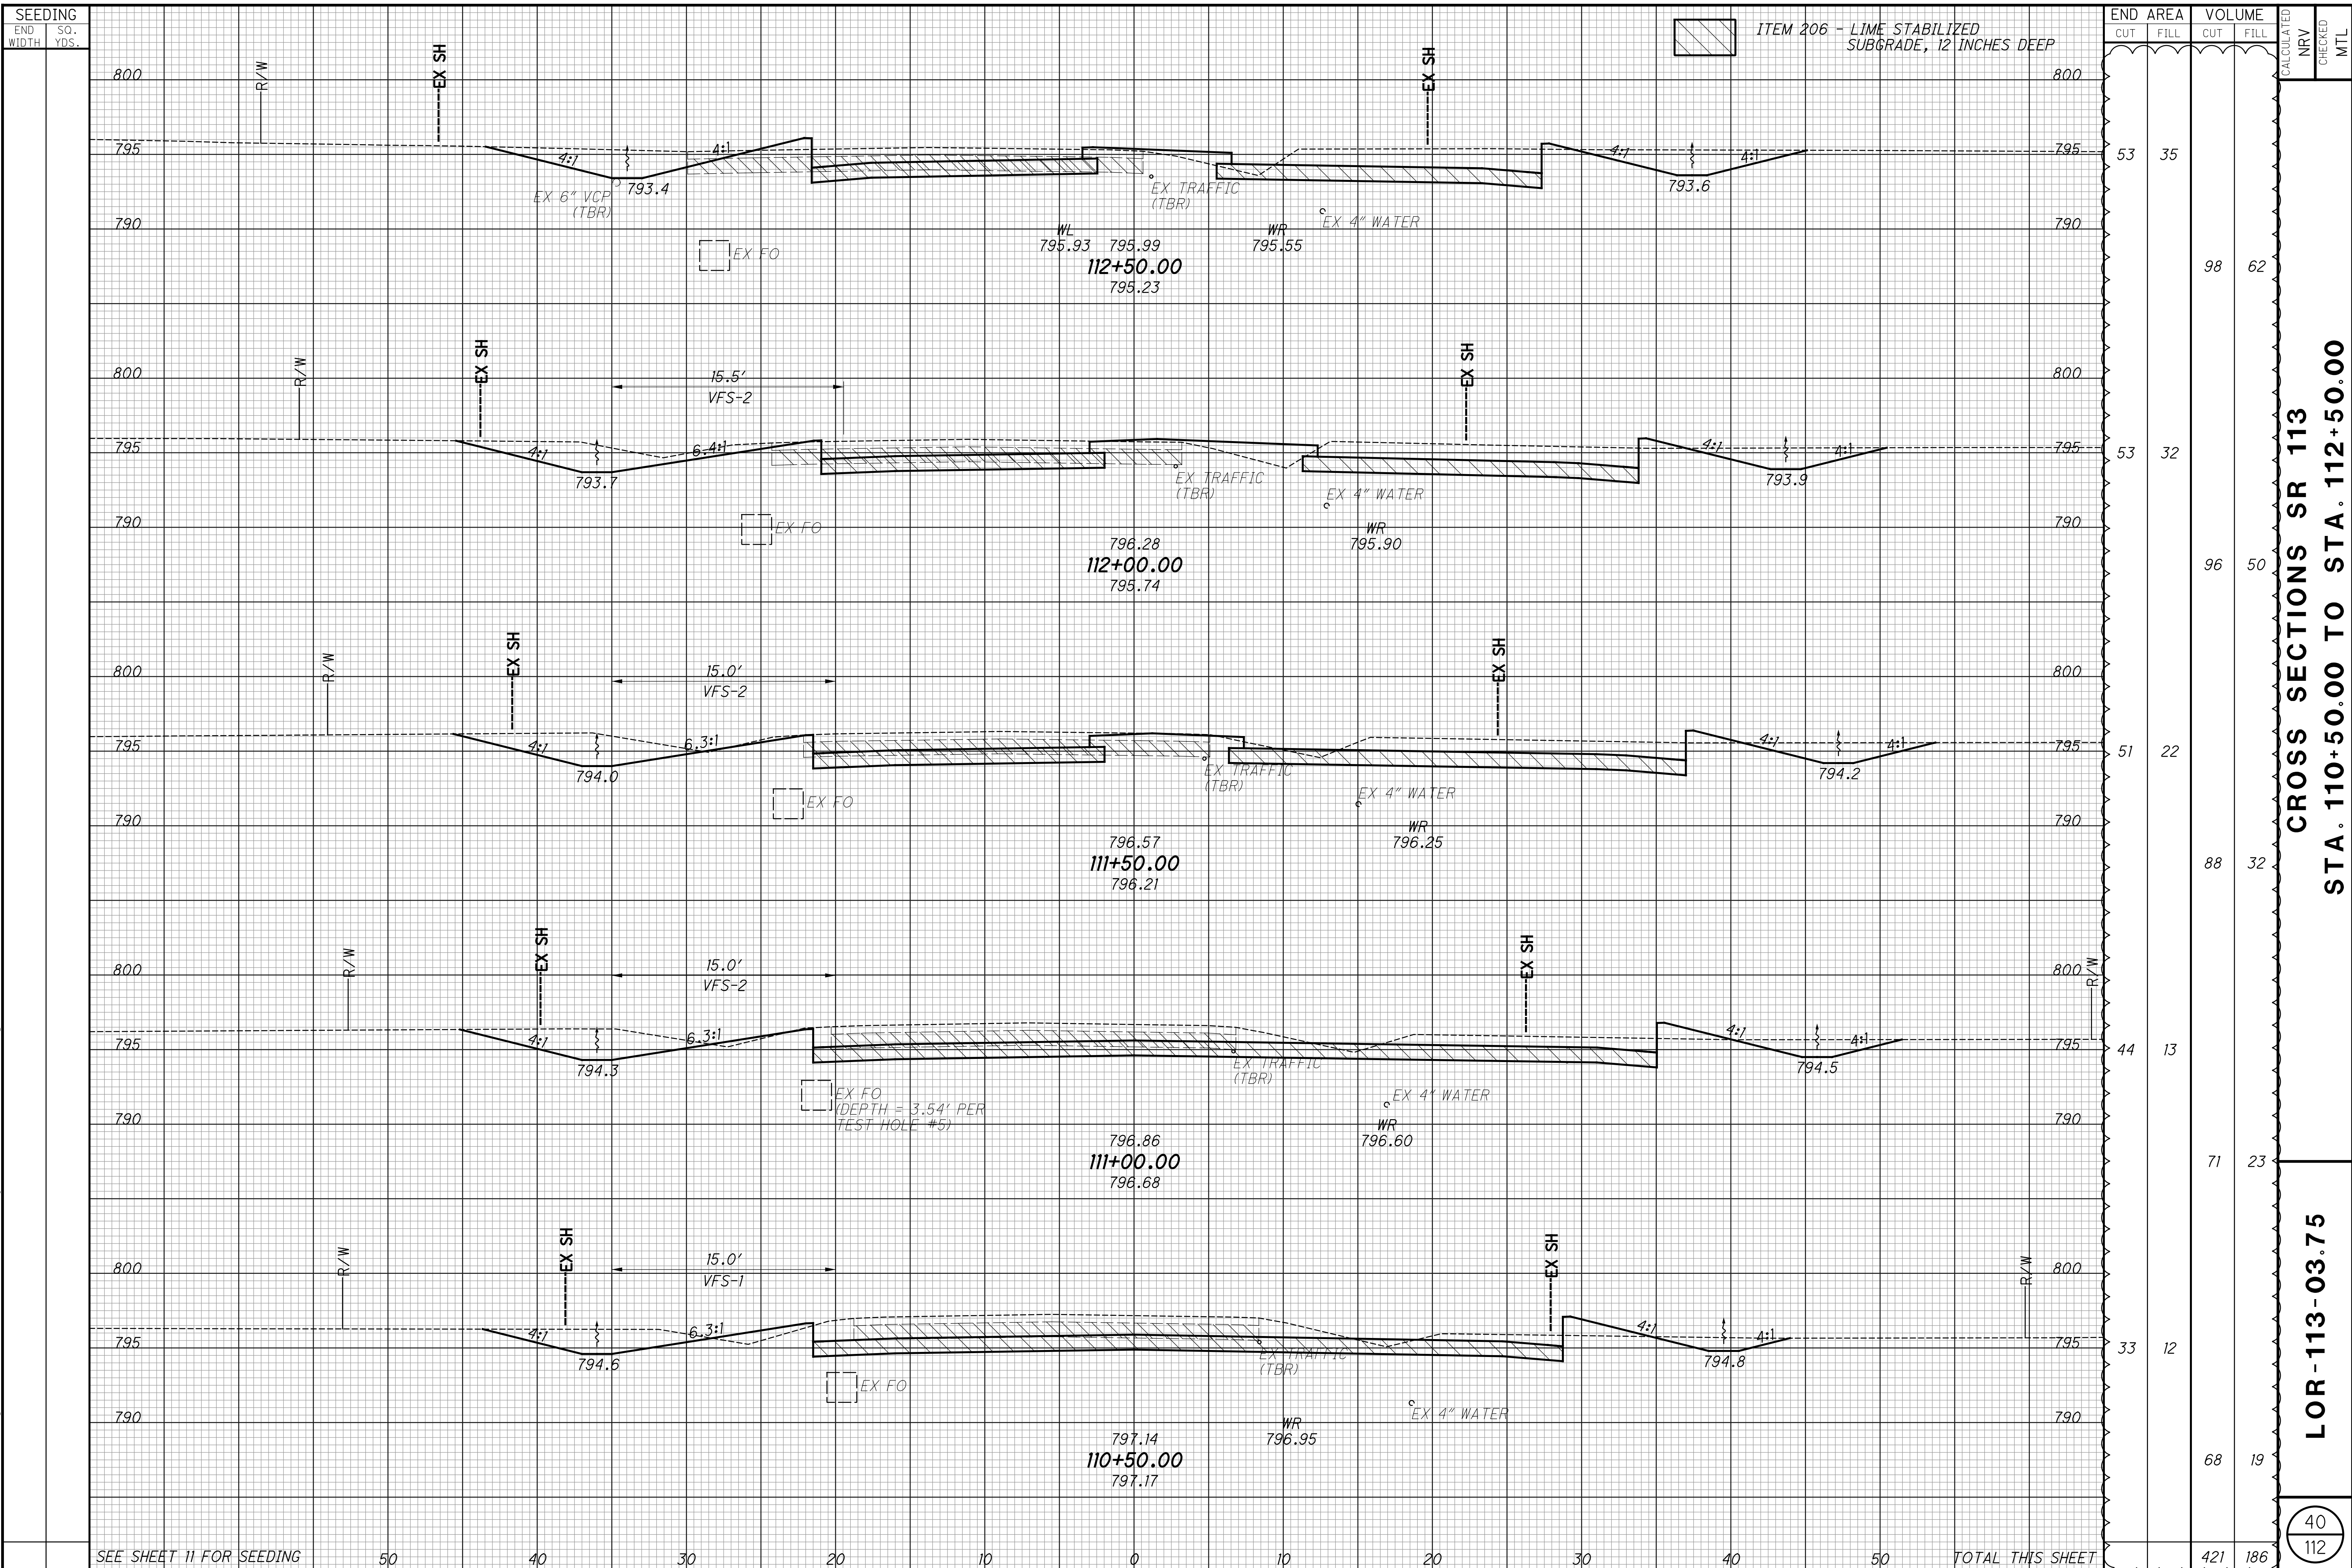 SEEDING
END WIDTH
SQ. YDS.
END AREA
VOLUME
CUT
FILL
CUT
FILL
CALCULATED
NRV
CHECKED
MTL
ITEM 206 - LIME STABILIZED
SUBGRADE, 12 INCHES DEEP
R/W
EX SH
EX SH
800
800
795
4:1
4:1
4:1
4:1
795
53
35
793.4
793.6
EX 6" VCP
(TBR)
EX TRAFFIC
(TBR)
EX 4" WATER
790
790
EX FO
WL
795.93
795.99
WR
795.55
112+50.00
795.23
98
62
R/W
EX SH
EX SH
800
800
15.5'
VFS-2
795
4:1
6.4:1
4:1
4:1
795
53
32
793.7
793.9
EX TRAFFIC
(TBR)
EX 4" WATER
790
790
EX FO
796.28
WR
795.90
112+00.00
795.74
96
50
R/W
EX SH
EX SH
800
800
15.0'
VFS-2
795
4:1
6.3:1
4:1
4:1
795
51
22
794.0
794.2
EX TRAFFIC
(TBR)
EX 4" WATER
790
790
EX FO
796.57
WR
796.25
111+50.00
796.21
88
32
R/W
EX SH
EX SH
R/W
800
800
15.0'
VFS-2
795
4:1
6.3:1
4:1
4:1
795
44
13
794.3
794.5
EX TRAFFIC
(TBR)
EX 4" WATER
790
790
EX FO
(DEPTH = 3.54' PER
TEST HOLE #5)
796.86
WR
796.60
111+00.00
796.68
71
23
R/W
EX SH
EX SH
R/W
800
800
15.0'
VFS-1
795
4:1
6.3:1
4:1
4:1
795
33
12
794.6
794.8
EX TRAFFIC
(TBR)
EX 4" WATER
790
790
EX FO
797.14
WR
796.95
110+50.00
797.17
68
19
SEE SHEET 11 FOR SEEDING
50
40
30
20
10
0
10
20
30
40
50
TOTAL THIS SHEET
421
186
CROSS SECTIONS SR 113
STA. 110+50.00 TO STA. 112+50.00
LOR-113-03.75
40
112